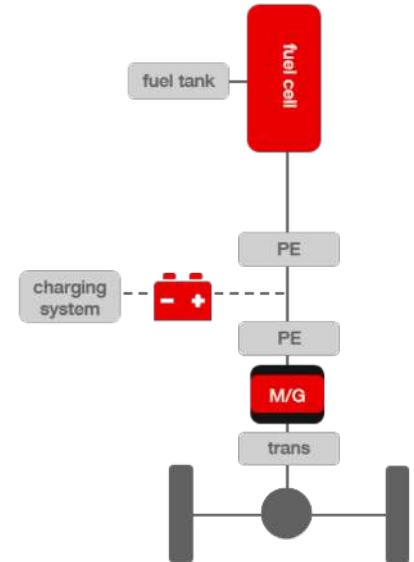 fuel cell
fuel tank
PE
charging
system
PE
M/G
trans